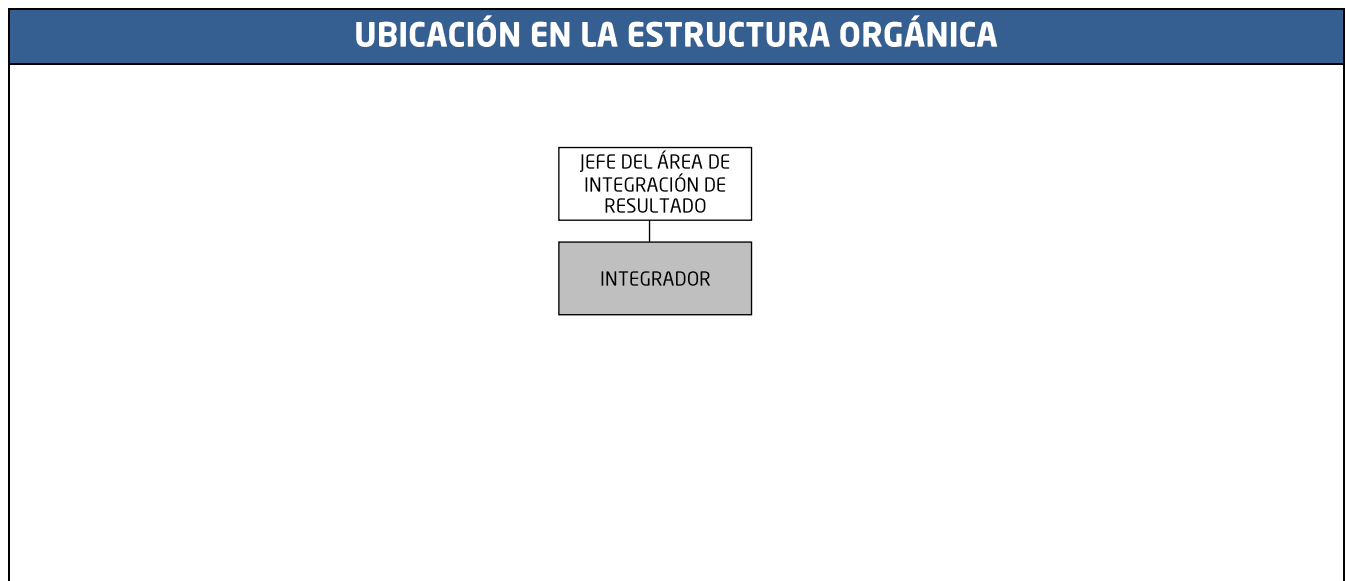 UBICACIÓN EN LA ESTRUCTURA ORGÁNICA
JEFE DEL ÁREA DE
INTEGRACIÓN DE
RESULTADO
INTEGRADOR